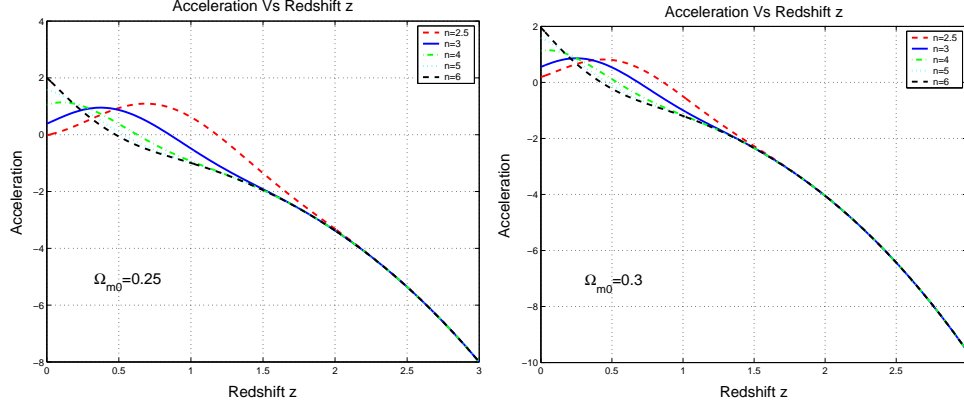 Acceleration Vs Redshift z
4
2
0
−2
−4
−6
−8
0
0.5
1
1.5
2
2.5
3
Redshift z
Acceleration
n=2.5
n=3
n=4
n=5
n=6
Ωm0=0.25
Acceleration Vs Redshift z
2
0
−2
−4
−6
−8
−10
0
0.5
1
1.5
2
2.5
Redshift z
Acceleration
n=2.5
n=3
n=4
n=5
n=6
Ωm0=0.3